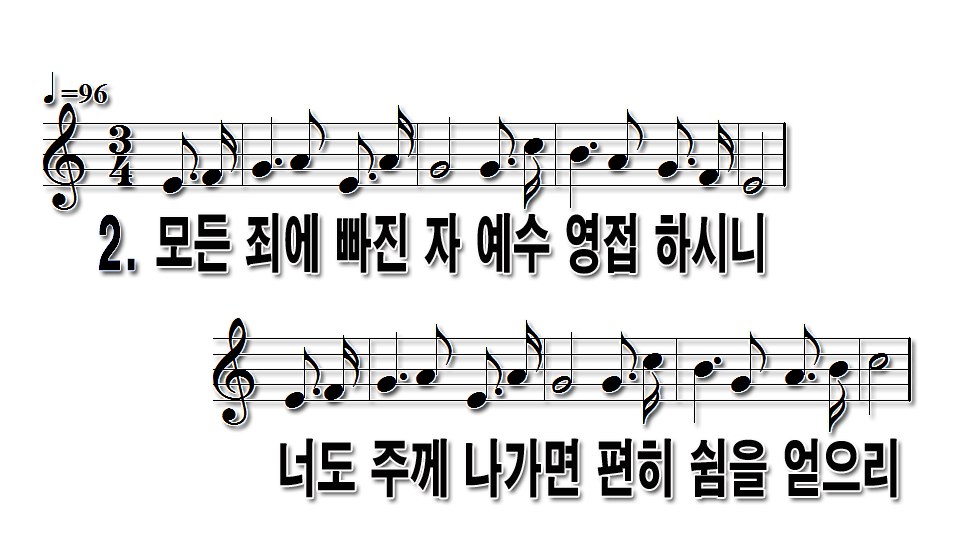 ♩=96
3
4
2. 모든 죄에 빠진 자 예수 영접 하시니
너도 주께 나가면 편히 쉼을 얻으리